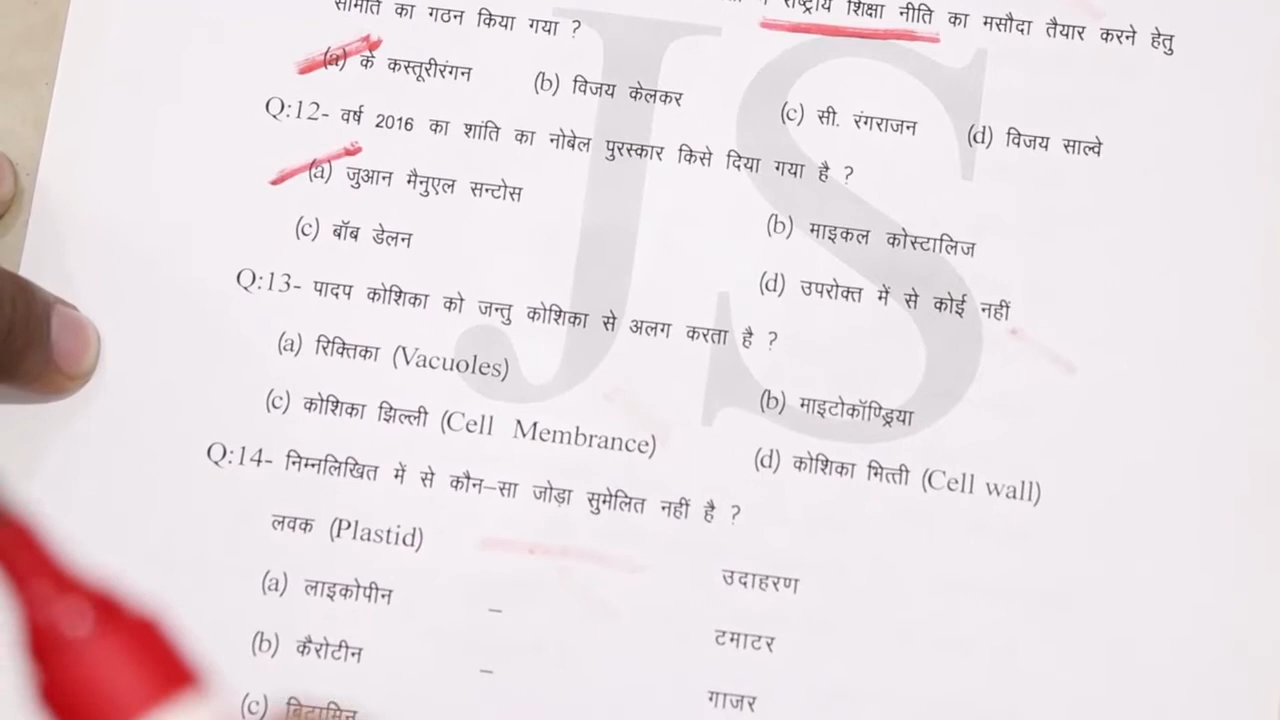 राष्ट्रीय शिक्षा नीति का मसौदा तैयार करने हेतु
समिति का गठन किया गया ?
(a) के कस्तूरीरंगन (b) विजय केलकर (c) सी. रंगराजन (d) विजय साल्वे
Q:12- वर्ष 2016 का शांति का नोबेल पुरस्कार किसे दिया गया है ?
(a) जुआन मैनुएल सन्टोस (b) माइकल कोस्टालिज
(c) बॉब डेलन (d) उपरोक्त में से कोई नहीं
Q:13- पादप कोशिका को जन्तु कोशिका से अलग करता है ?
(a) रिक्तिका (Vacuoles) (b) माइटोकॉण्ड्रिया
(c) कोशिका झिल्ली (Cell Membrance) (d) कोशिका भित्ती (Cell wall)
Q:14- निम्नलिखित में से कौन-सा जोड़ा सुमेलित नहीं है ?
लवक (Plastid) उदाहरण
(a) लाइकोपीन – टमाटर
(b) कैरोटीन – गाजर
(c) बिटामिन
JS